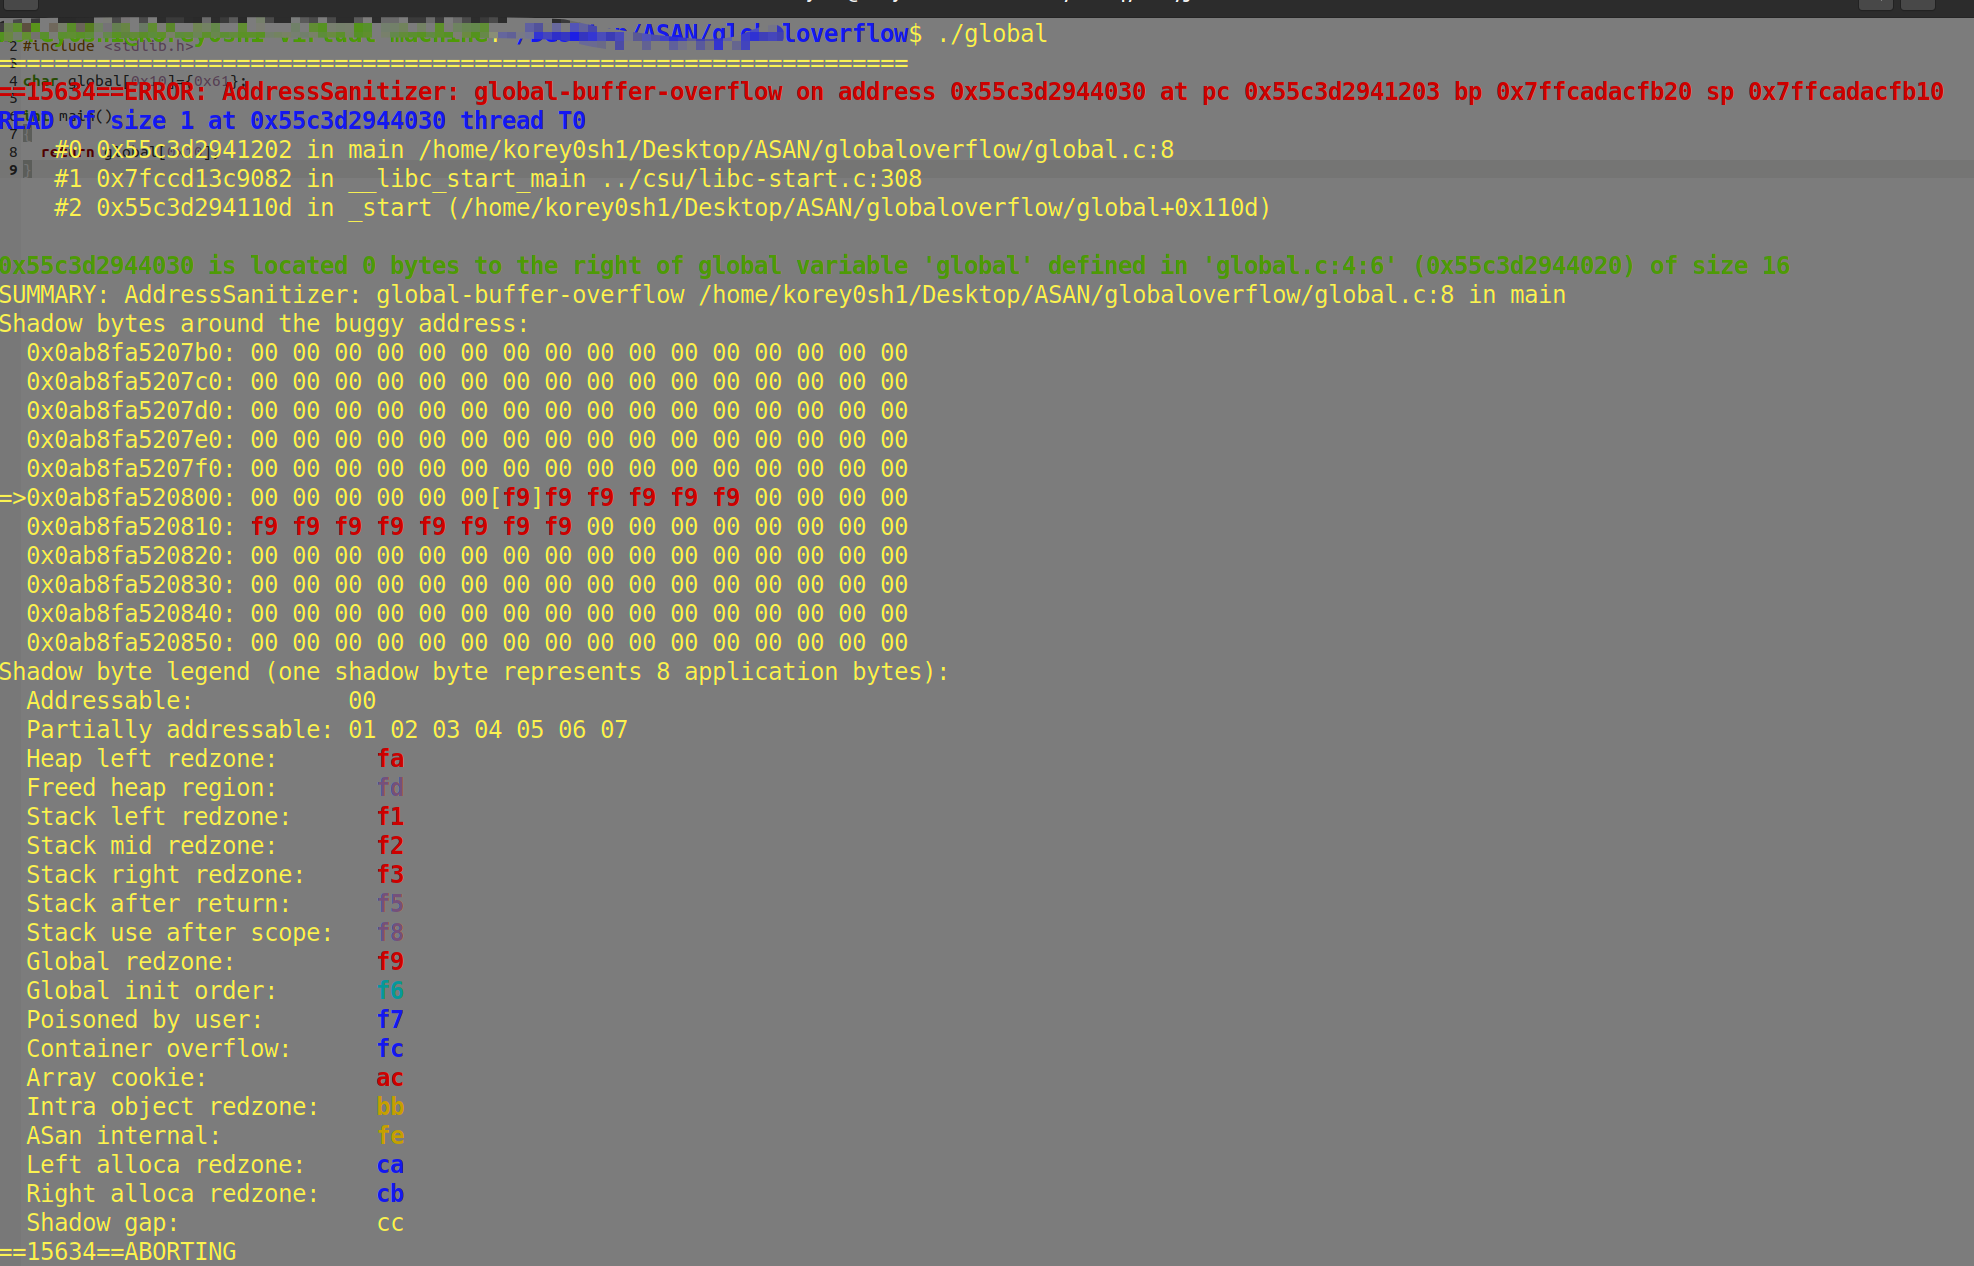 loverflow$ ./global
2 #include <stdlib.h>
=================================================================
4 char global[0x10]={0x61};
==15634==ERROR: AddressSanitizer: global-buffer-overflow on address 0x55c3d2944030 at pc 0x55c3d2941203 bp 0x7ffcadacfb20 sp 0x7ffcadacfb10
5
READ of size 1 at 0x55c3d2944030 thread T0
7
8
#0 0x55c3d2941202 in main /home/korey0sh1/Desktop/ASAN/globaloverflow/global.c:8
9
#1 0x7fccd13c9082 in __libc_start_main ../csu/libc-start.c:308
#2 0x55c3d294110d in _start (/home/korey0sh1/Desktop/ASAN/globaloverflow/global+0x110d)
0x55c3d2944030 is located 0 bytes to the right of global variable 'global' defined in 'global.c:4:6' (0x55c3d2944020) of size 16
SUMMARY: AddressSanitizer: global-buffer-overflow /home/korey0sh1/Desktop/ASAN/globaloverflow/global.c:8 in main
Shadow bytes around the buggy address:
0x0ab8fa5207b0: 00 00 00 00 00 00 00 00 00 00 00 00 00 00 00 00
0x0ab8fa5207c0: 00 00 00 00 00 00 00 00 00 00 00 00 00 00 00 00
0x0ab8fa5207d0: 00 00 00 00 00 00 00 00 00 00 00 00 00 00 00 00
0x0ab8fa5207e0: 00 00 00 00 00 00 00 00 00 00 00 00 00 00 00 00
0x0ab8fa5207f0: 00 00 00 00 00 00 00 00 00 00 00 00 00 00 00 00
=>0x0ab8fa520800: 00 00 00 00 00 00[f9]f9 f9 f9 f9 f9 00 00 00 00
0x0ab8fa520810: f9 f9 f9 f9 f9 f9 f9 f9 00 00 00 00 00 00 00 00
0x0ab8fa520820: 00 00 00 00 00 00 00 00 00 00 00 00 00 00 00 00
0x0ab8fa520830: 00 00 00 00 00 00 00 00 00 00 00 00 00 00 00 00
0x0ab8fa520840: 00 00 00 00 00 00 00 00 00 00 00 00 00 00 00 00
0x0ab8fa520850: 00 00 00 00 00 00 00 00 00 00 00 00 00 00 00 00
Shadow byte legend (one shadow byte represents 8 application bytes):
Addressable: 00
Partially addressable: 01 02 03 04 05 06 07
Heap left redzone: fa
Freed heap region: fd
Stack left redzone: f1
Stack mid redzone: f2
Stack right redzone: f3
Stack after return: f5
Stack use after scope: f8
Global redzone: f9
Global init order: f6
Poisoned by user: f7
Container overflow: fc
Array cookie: ac
Intra object redzone: bb
ASan internal: fe
Left alloca redzone: ca
Right alloca redzone: cb
Shadow gap: cc
==15634==ABORTING